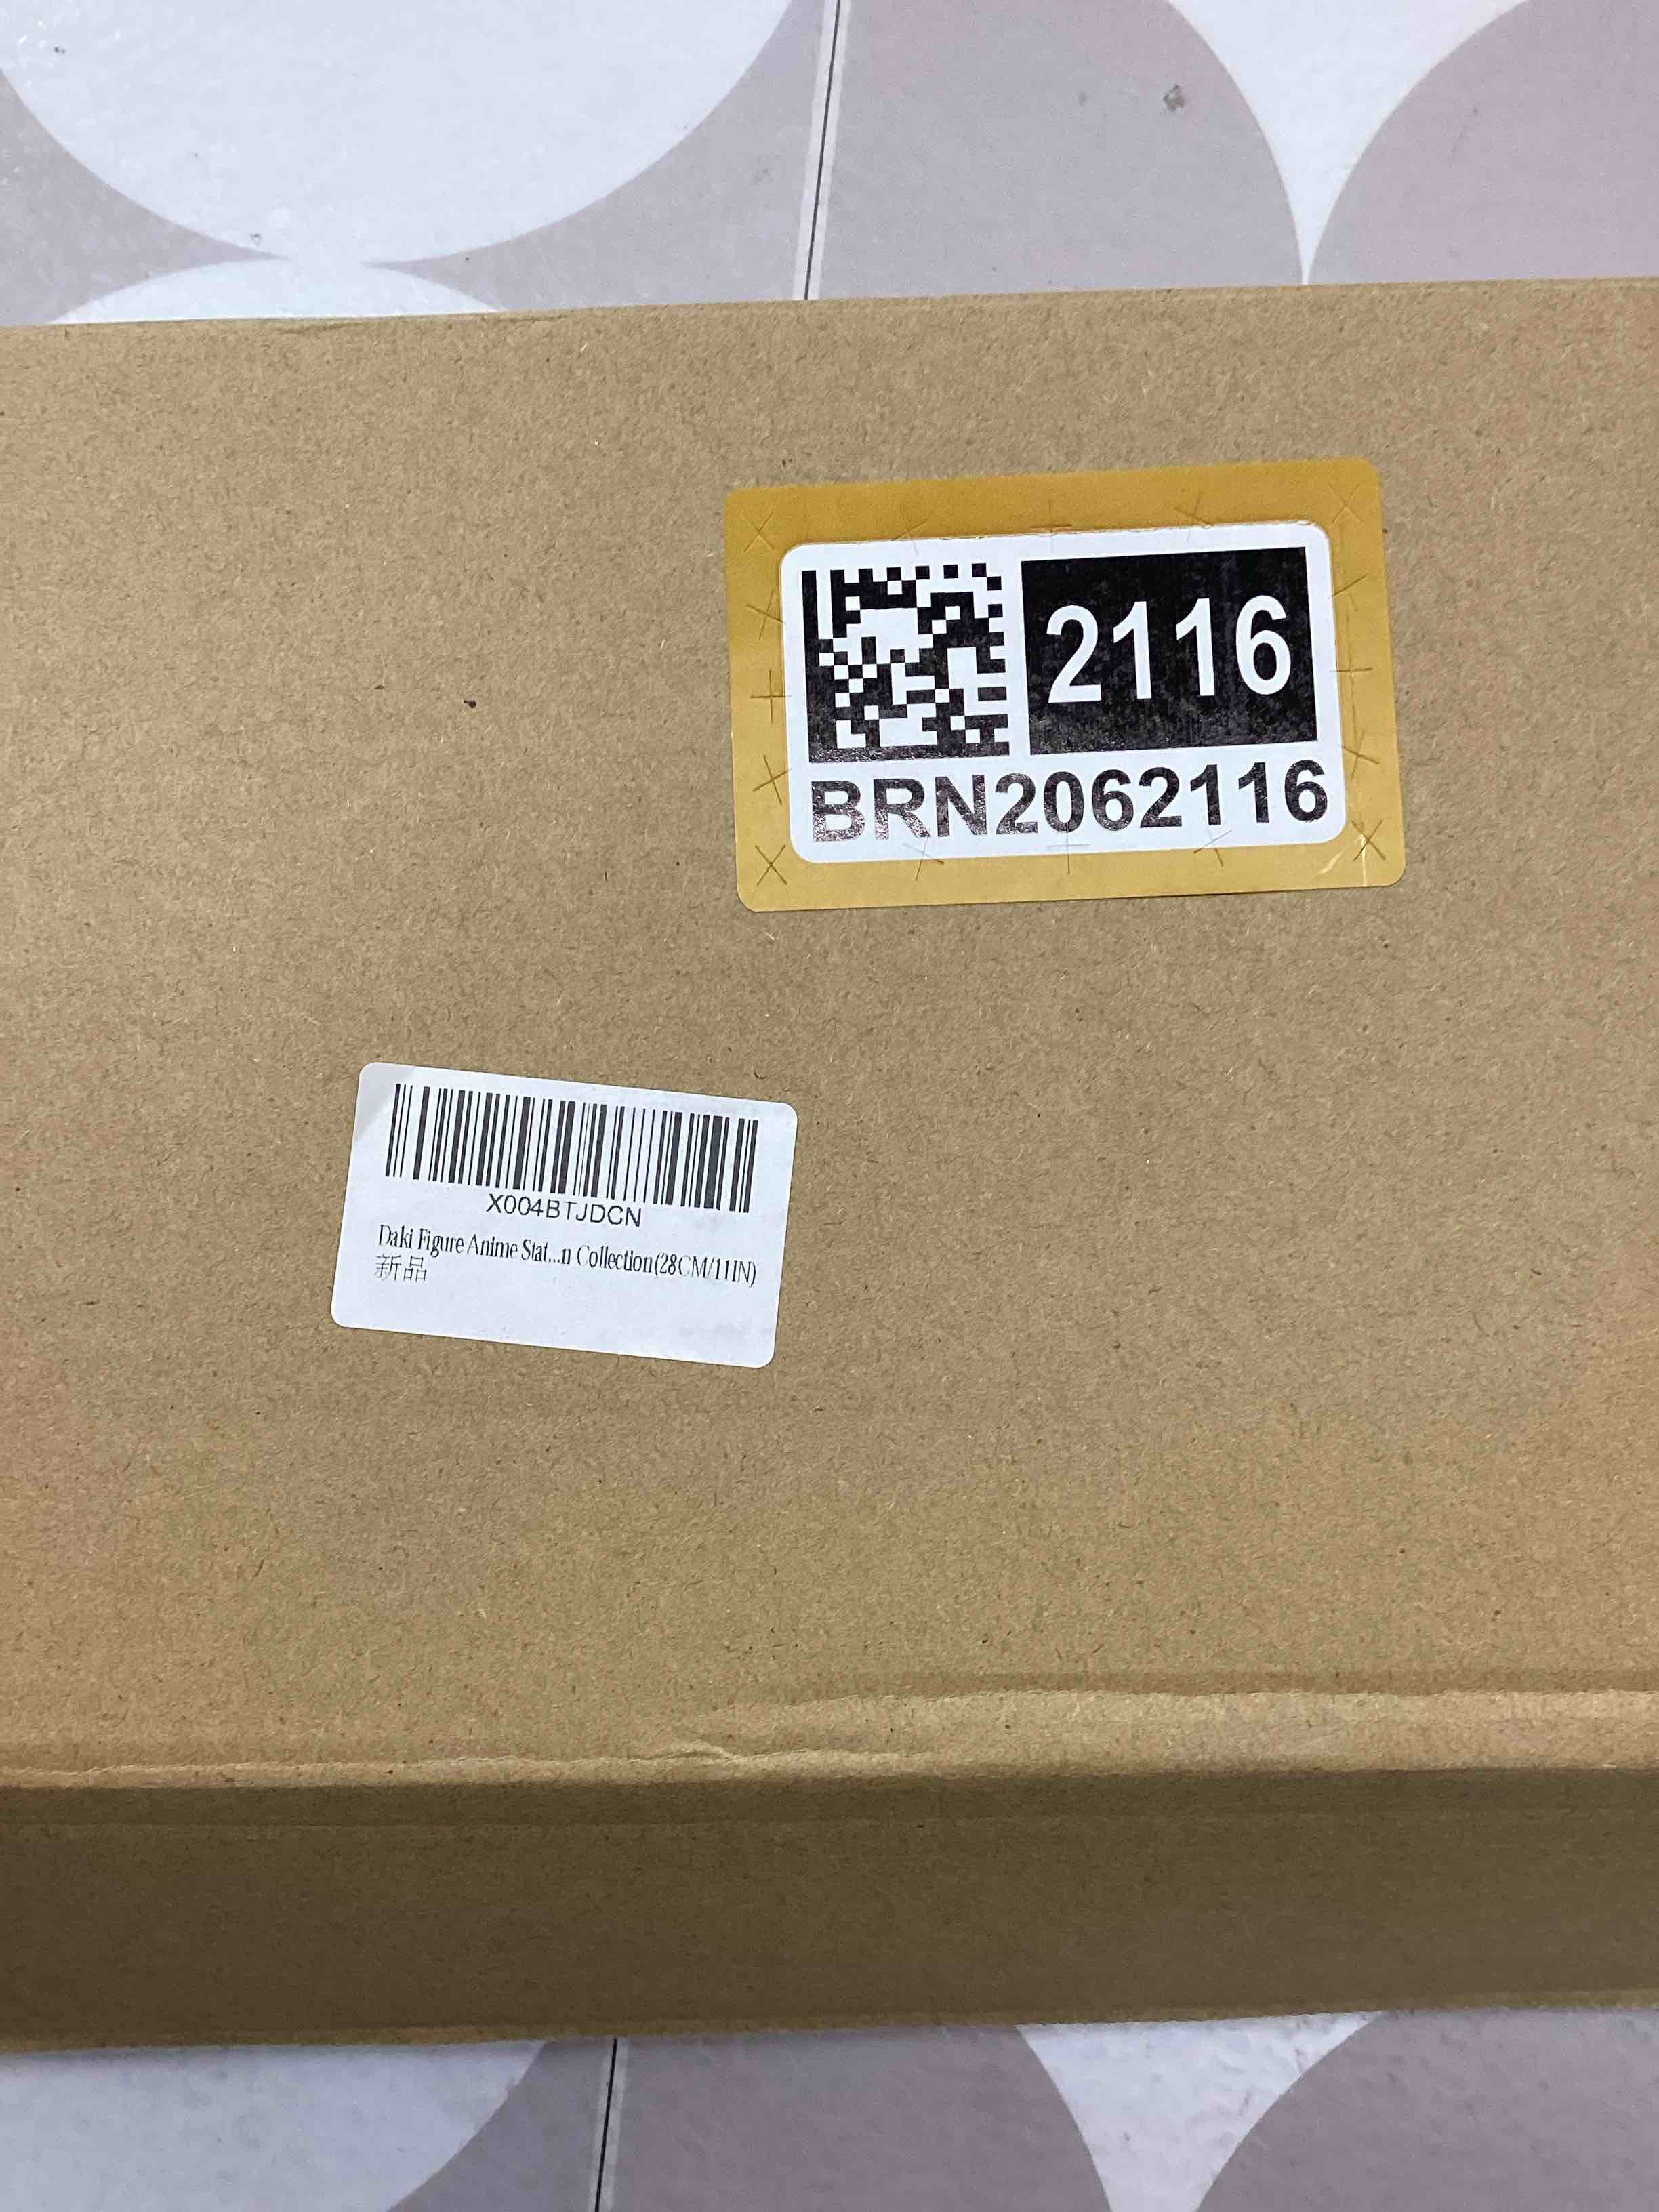 2116
BRN2062116
X004BTJDCN
Daki Figure Anime Stat...n Collection(28CM/11IN)
新品